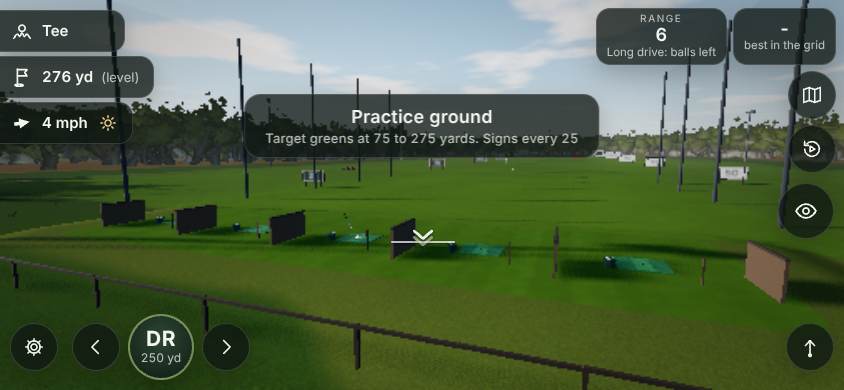 Tee
276 yd (level)
4 mph
Practice ground
Target greens at 75 to 275 yards. Signs every 25
RANGE
6
Long drive: balls left
-
best in the grid
DR
250 yd